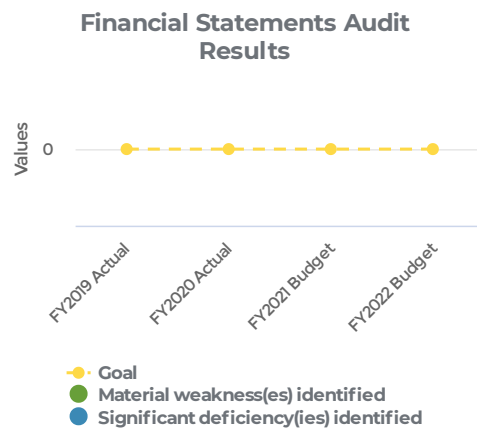 Financial Statements Audit
Results
Values
0
FY2019 Actual
FY2020 Actual
FY2021 Budget
FY2022 Budget
Goal
Material weakness(es) identified
Significant deficiency(ies) identified